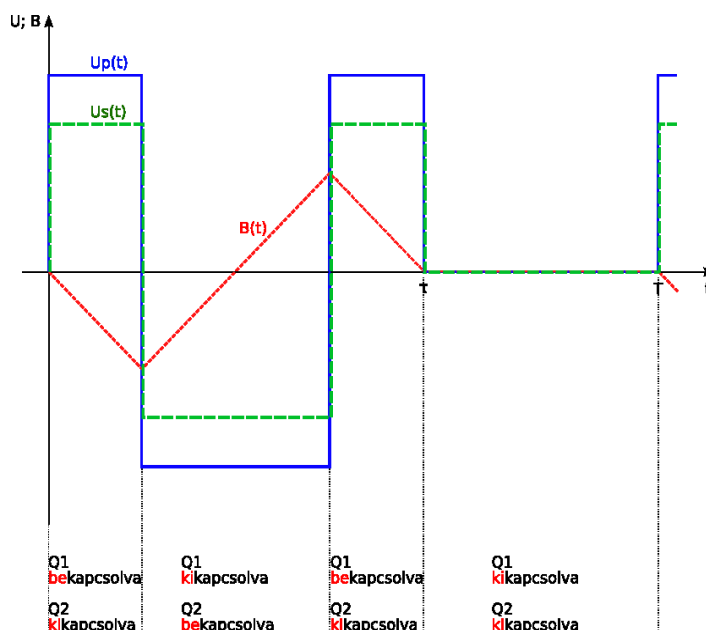 U; B
Up(t)
Us(t)
B(t)
τ T t
Q1 Q1 Q1 Q1
bekapcsolva kikapcsolva bekapcsolva kikapcsolva
Q2 Q2 Q2 Q2
kikapcsolva bekapcsolva kikapcsolva kikapcsolva